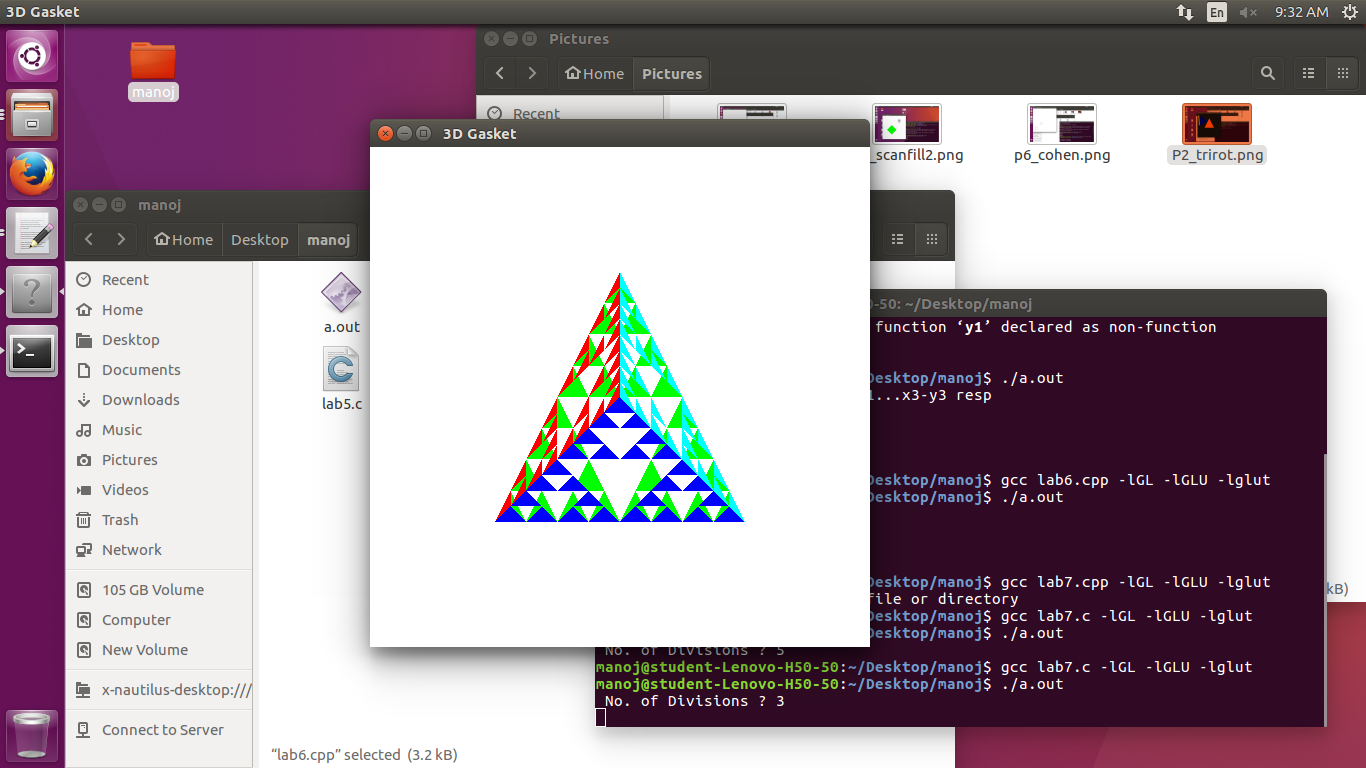 3D Gasket
En
9:32 AM
manoj
Pictures
Home
Pictures
Recent
_scanfill2.png
p6_cohen.png
P2_trirot.png
3D Gasket
manoj
Home
Desktop
manoj
Recent
Home
Desktop
Documents
Downloads
Music
Pictures
Videos
Trash
Network
105 GB Volume
Computer
New Volume
x-nautilus-desktop:///
Connect to Server
a.out
lab5.c
“lab6.cpp” selected (3.2 kB)
kB)
0-50: ~/Desktop/manoj
function ‘y1’ declared as non-function
Desktop/manoj$ ./a.out
1...x3-y3 resp
Desktop/manoj$ gcc lab6.cpp -lGL -lGLU -lglut
Desktop/manoj$ ./a.out
Desktop/manoj$ gcc lab7.cpp -lGL -lGLU -lglut
file or directory
Desktop/manoj$ gcc lab7.c -lGL -lGLU -lglut
Desktop/manoj$ ./a.out
No. of Divisions ? 5
manoj@student-Lenovo-H50-50:~/Desktop/manoj$ gcc lab7.c -lGL -lGLU -lglut
manoj@student-Lenovo-H50-50:~/Desktop/manoj$ ./a.out
No. of Divisions ? 3